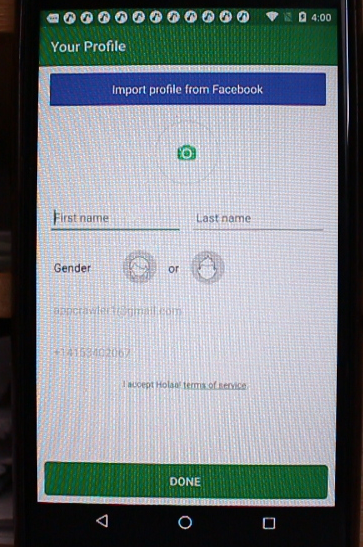 4:00
Your Profile
Import profile from Facebook
First name Last name
Gender or
appcrawler1@gmail.com
+14153402067
I accept Holaa! terms of service
DONE